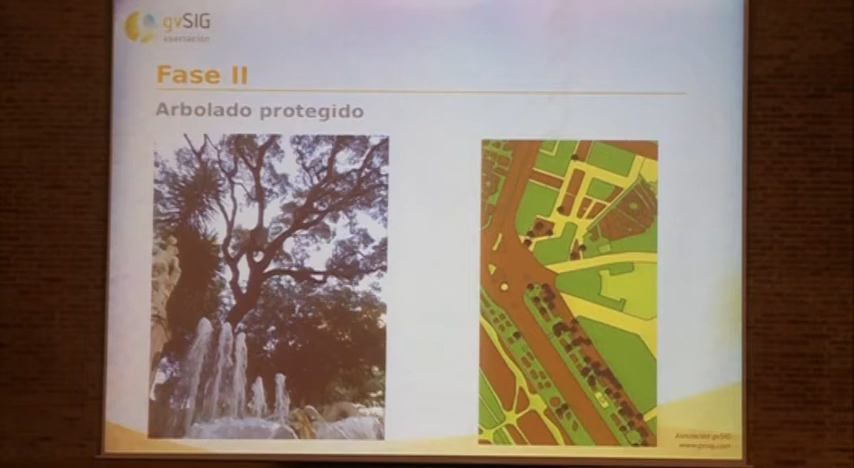 gvSIG
asociación
Fase II
Arbolado protegido
Asociación gvSIG
www.gvsig.com